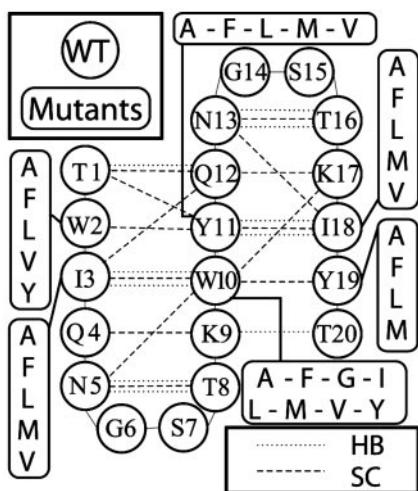 WT
Mutants
A - F - L - M - V
G14 S15
N13 T16
T1 Q12 K17
W2 Y11 I18
I3 W10 Y19
Q4 K9 T20
N5 T8
G6 S7
A
F
L
V
Y
A
F
L
M
V
A
F
L
M
V
A
F
L
M
A - F - G - I
L - M - V - Y
HB
SC